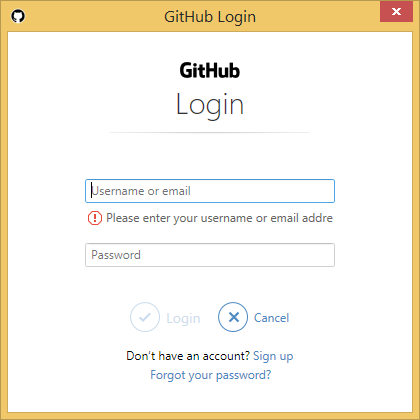 GitHub Login
GitHub
Login
Username or email
Please enter your username or email addre
Password
Login Cancel
Don't have an account? Sign up
Forgot your password?